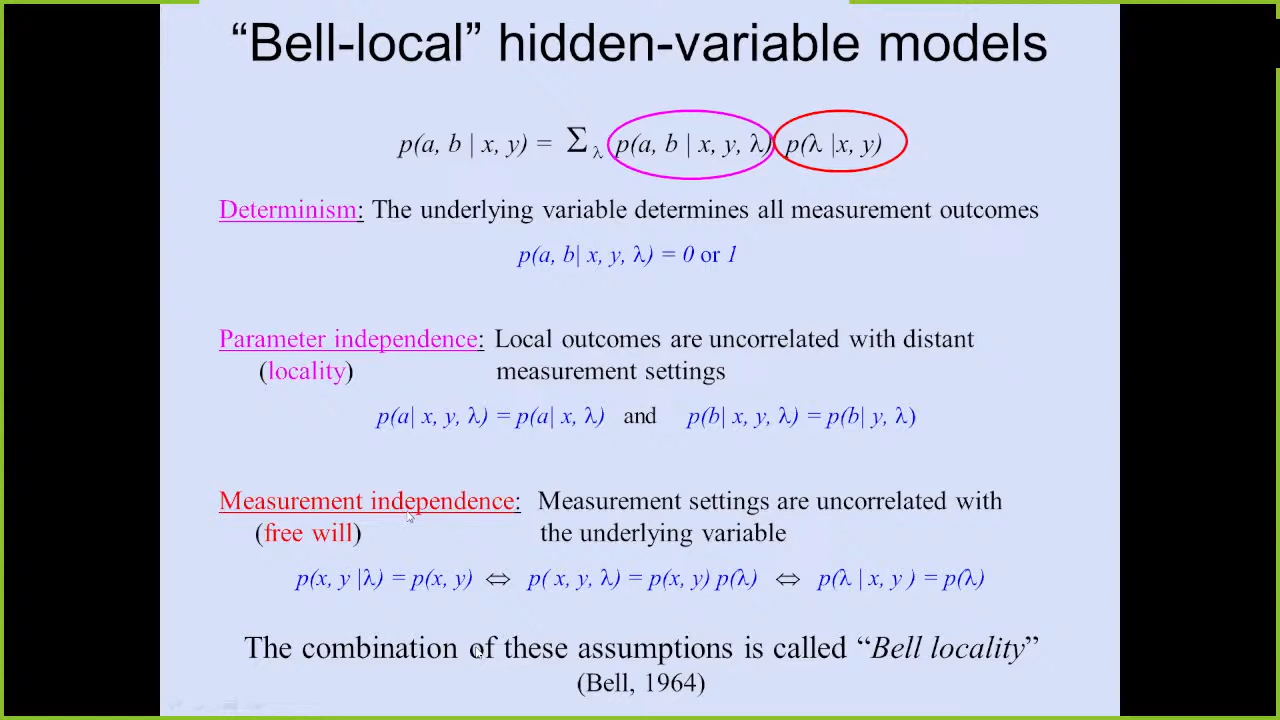 “Bell-local” hidden-variable models
p(a, b | x, y) = Σλ p(a, b | x, y, λ) p(λ |x, y)
Determinism: The underlying variable determines all measurement outcomes
p(a, b| x, y, λ) = 0 or 1
Parameter independence: Local outcomes are uncorrelated with distant
(locality) measurement settings
p(a| x, y, λ) = p(a| x, λ) and p(b| x, y, λ) = p(b| y, λ)
Measurement independence: Measurement settings are uncorrelated with
(free will) the underlying variable
p(x, y |λ) = p(x, y) ⇔ p( x, y, λ) = p(x, y) p(λ) ⇔ p(λ | x, y ) = p(λ)
The combination of these assumptions is called “Bell locality”
(Bell, 1964)